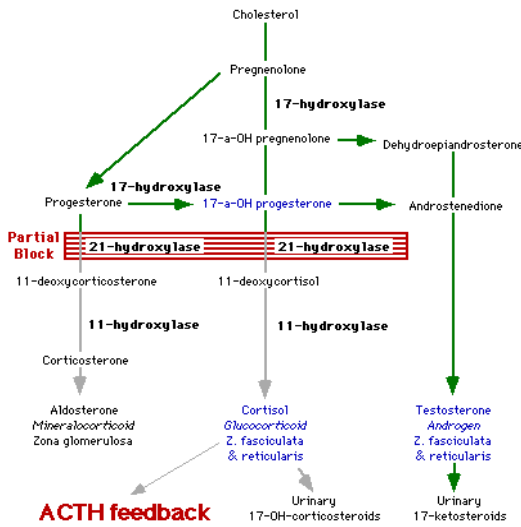 Cholesterol
Pregnenolone
17-hydroxylase
17-a-OH pregnenolone
Dehydroepiandrosterone
17-hydroxylase
Progesterone
17-a-OH progesterone
Androstenedione
Partial
Block
21-hydroxylase
21-hydroxylase
11-deoxycorticosterone
11-deoxycortisol
11-hydroxylase
11-hydroxylase
Corticosterone
Aldosterone
Mineralocorticoid
Zona glomerulosa
Cortisol
Glucocorticoid
Z. fasciculata
& reticularis
Testosterone
Androgen
Z. fasciculata
& reticularis
ACTH feedback
Urinary
17-OH-corticosteroids
Urinary
17-ketosteroids